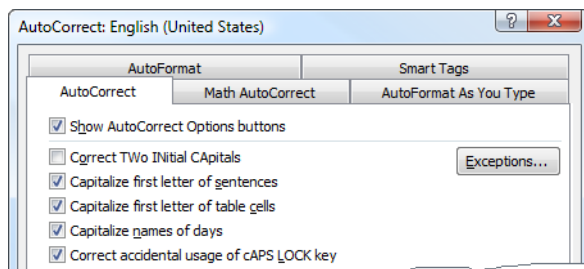 AutoCorrect: English (United States)
AutoFormat Smart Tags
AutoCorrect Math AutoCorrect AutoFormat As You Type
Show AutoCorrect Options buttons
Correct TWo INitial CApitals Exceptions...
Capitalize first letter of sentences
Capitalize first letter of table cells
Capitalize names of days
Correct accidental usage of cAPS LOCK key